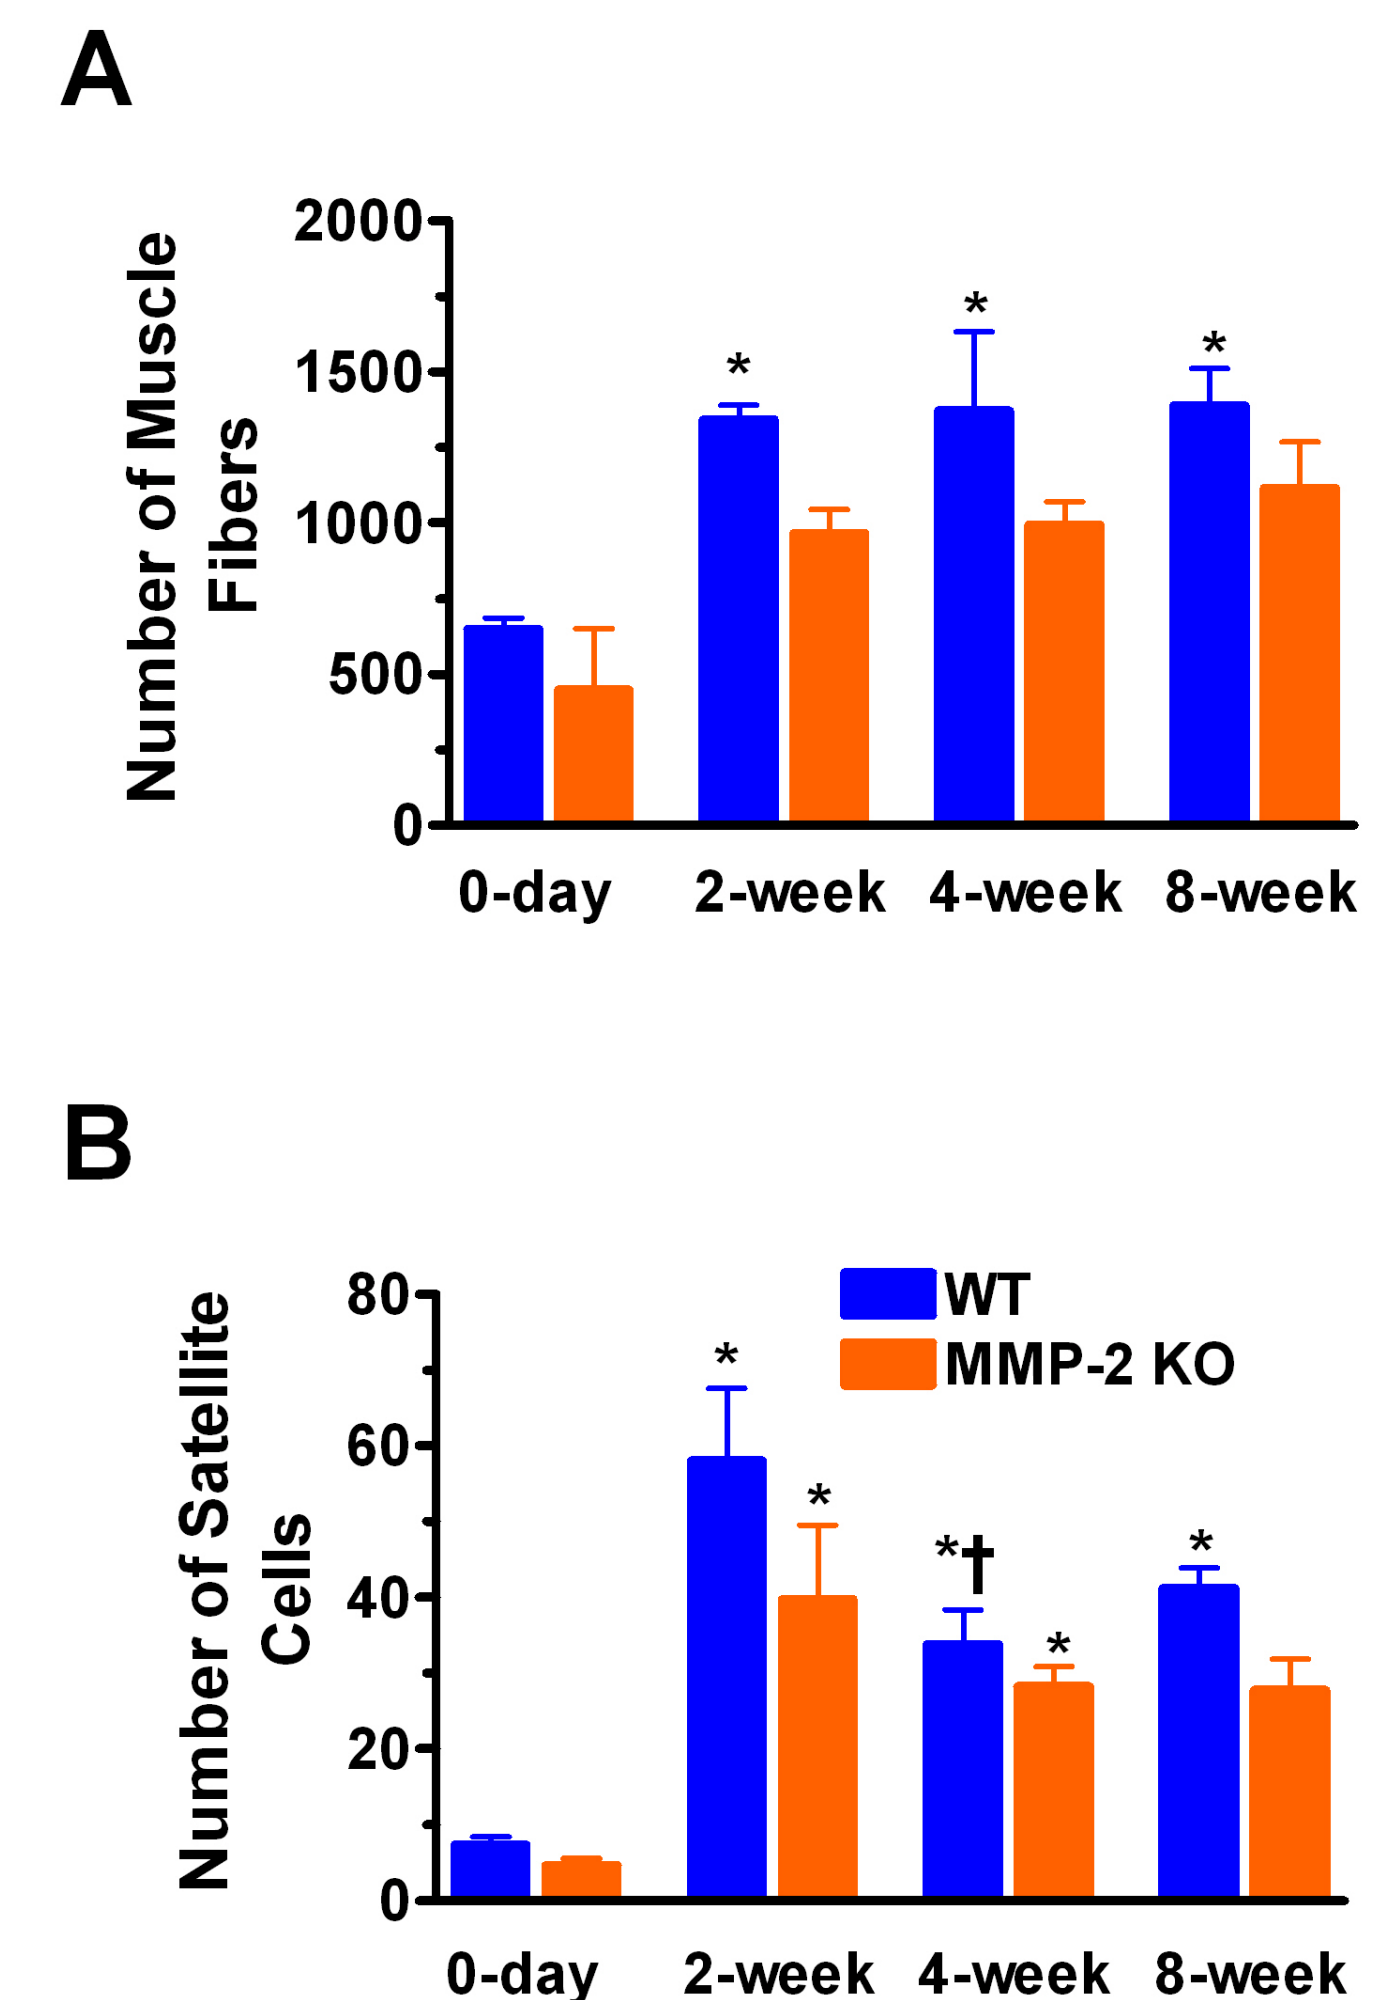 A
Number of Muscle
Fibers
2000
1500
1000
500
0
*
*
*
0-day
2-week
4-week
8-week
B
Number of Satellite
Cells
80
60
40
20
0
WT
MMP-2 KO
*
*
*†
*
*
0-day
2-week
4-week
8-week